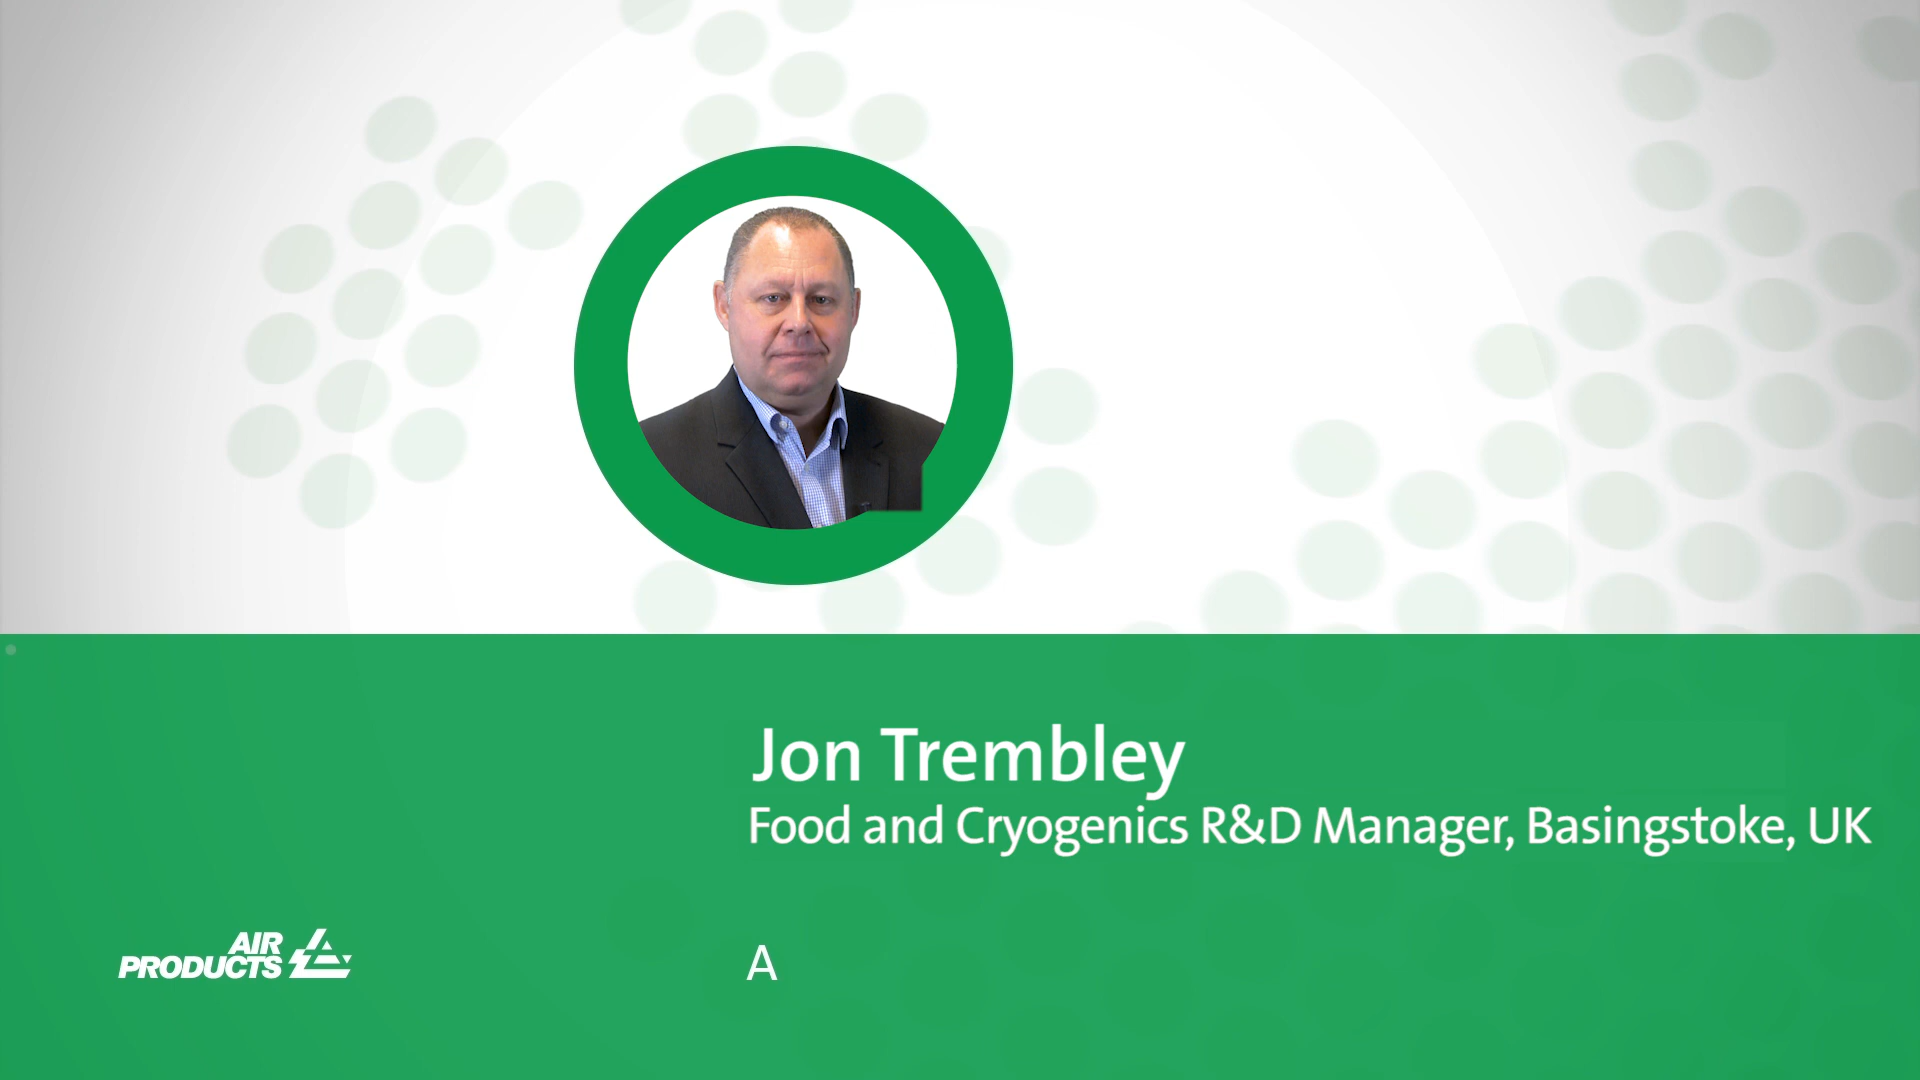 Jon Trembley
Food and Cryogenics R&D Manager, Basingstoke, UK
AIR
PRODUCTS
A